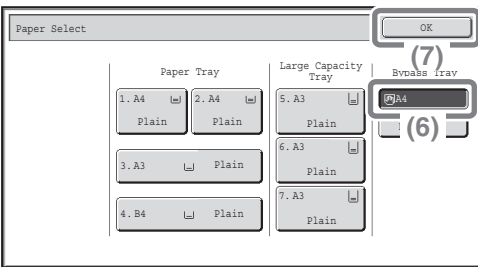 Paper Select
OK
(7)
Paper Tray
Large Capacity
Tray
Bypass Tray
1. A4
2. A4
Plain
Plain
3. A3
Plain
4. B4
Plain
5. A3
Plain
6. A3
Plain
7. A3
Plain
A4
(6)